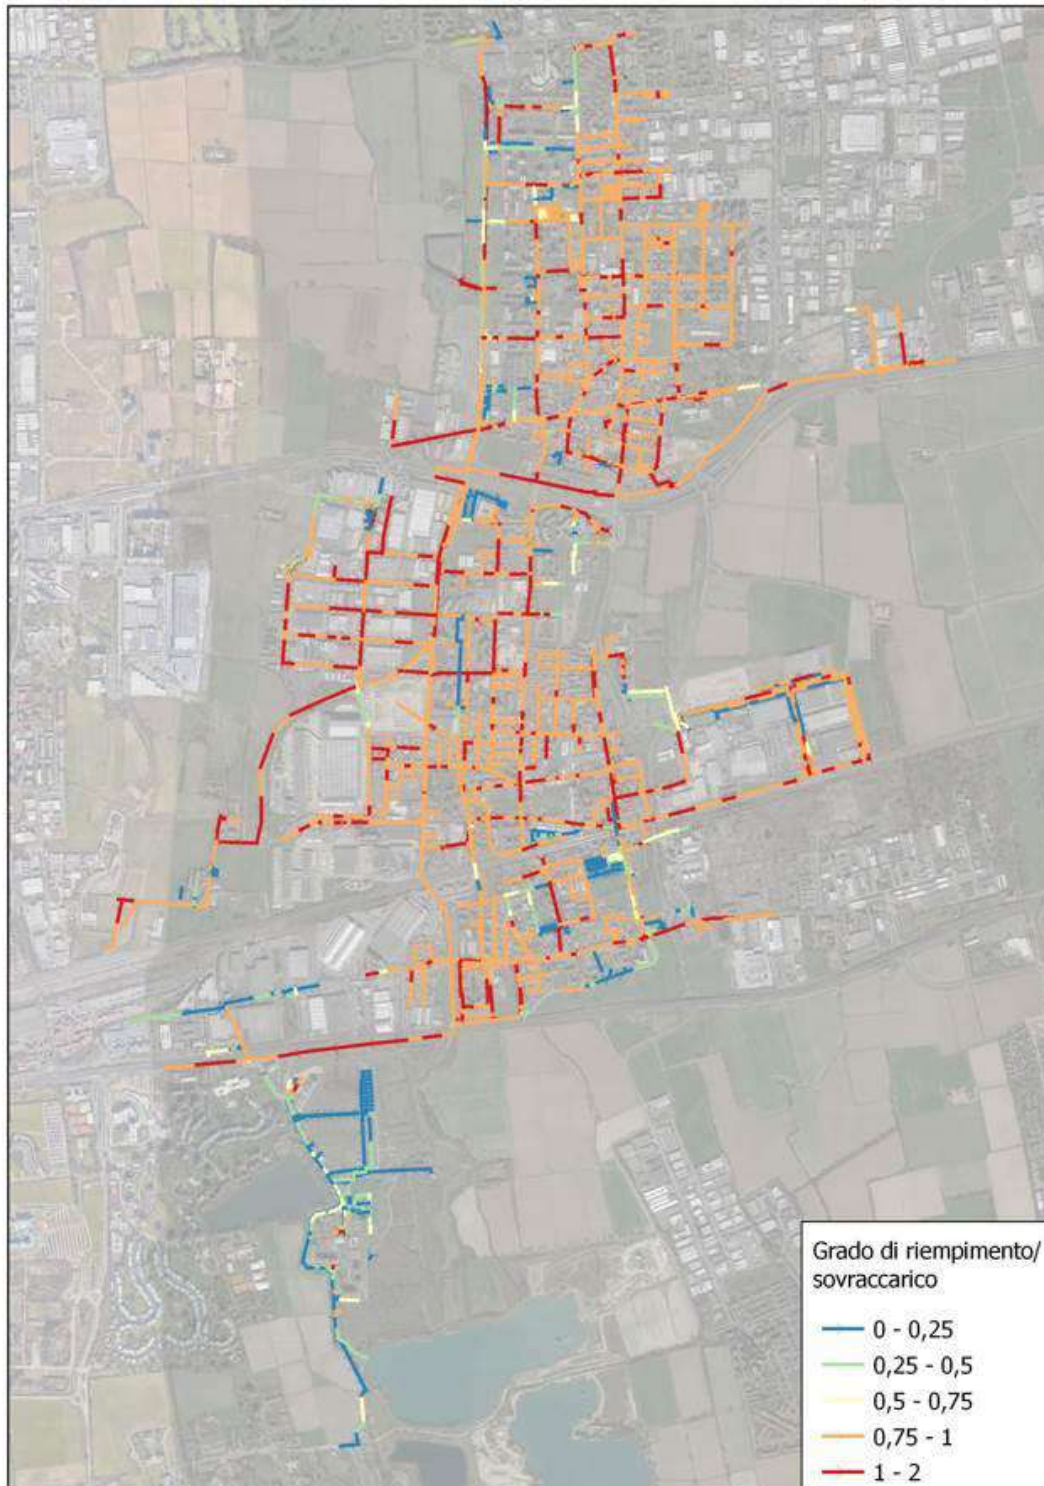 Grado di riempimento/
sovraccarico
0 - 0,25
0,25 - 0,5
0,5 - 0,75
0,75 - 1
1 - 2